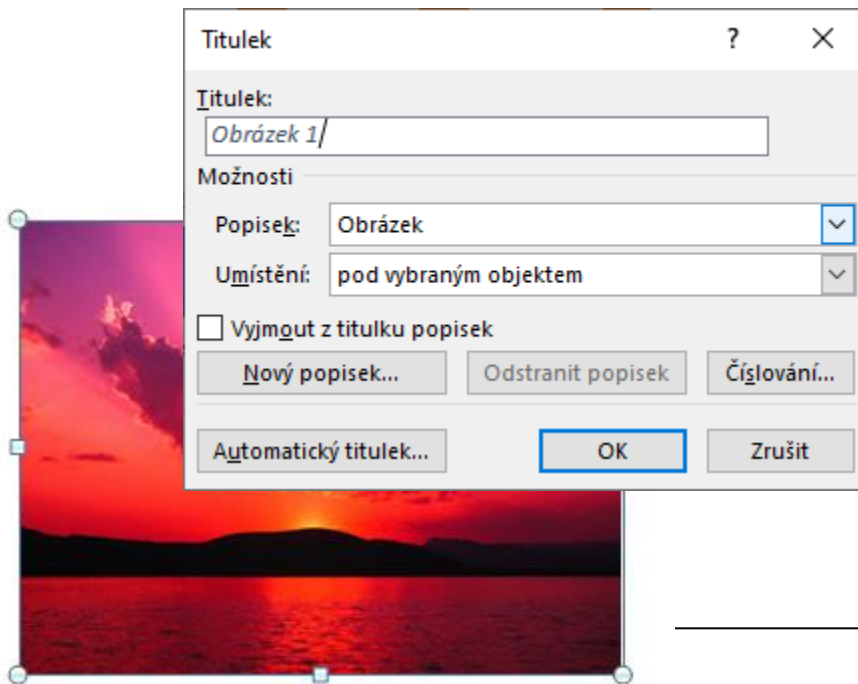 Titulek ?
Titulek:
Obrázek 1
Možnosti
Popisek: Obrázek
Umístění: pod vybraným objektem
Vyjmout z titulku popisek
Nový popisek... Odstranit popisek Číslování...
Automatický titulek... OK Zrušit